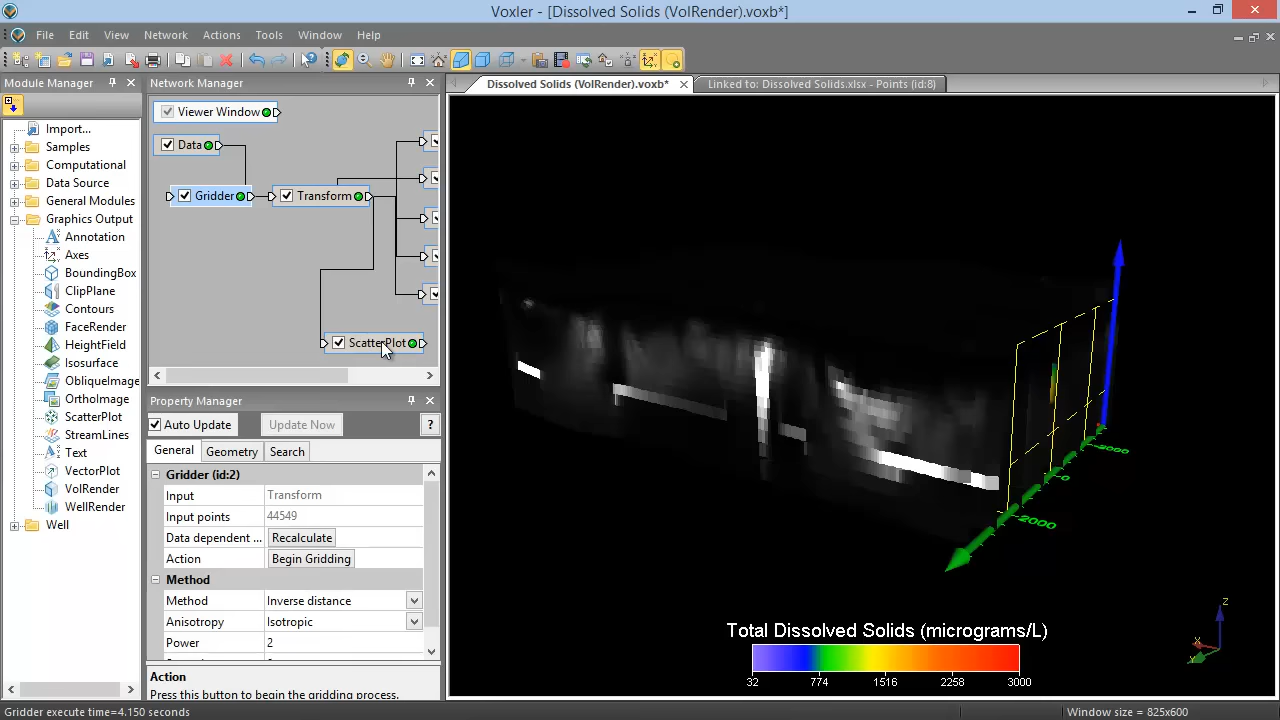 Voxler - [Dissolved Solids (VolRender).voxb*]
File Edit View Network Actions Tools Window Help
Module Manager
Import...
Samples
Computational
Data Source
General Modules
Graphics Output
Annotation
Axes
BoundingBox
ClipPlane
Contours
FaceRender
HeightField
Isosurface
ObliqueImage
OrthoImage
ScatterPlot
StreamLines
Text
VectorPlot
VolRender
WellRender
Well
Network Manager
Viewer Window
Data
Gridder
Transform
ScatterPlot
Property Manager
Auto Update Update Now ?
General Geometry Search
Gridder (id:2)
Input Transform
Input points 44549
Data dependent ... Recalculate
Action Begin Gridding
Method
Method Inverse distance
Anisotropy Isotropic
Power 2
Action
Press this button to begin the gridding process.
Dissolved Solids (VolRender).voxb* Linked to: Dissolved Solids.xlsx - Points (id:8)
0
2000
Total Dissolved Solids (micrograms/L)
32 774 1516 2258 3000
Z
X
Y
Gridder execute time=4.150 seconds
Window size = 825x600